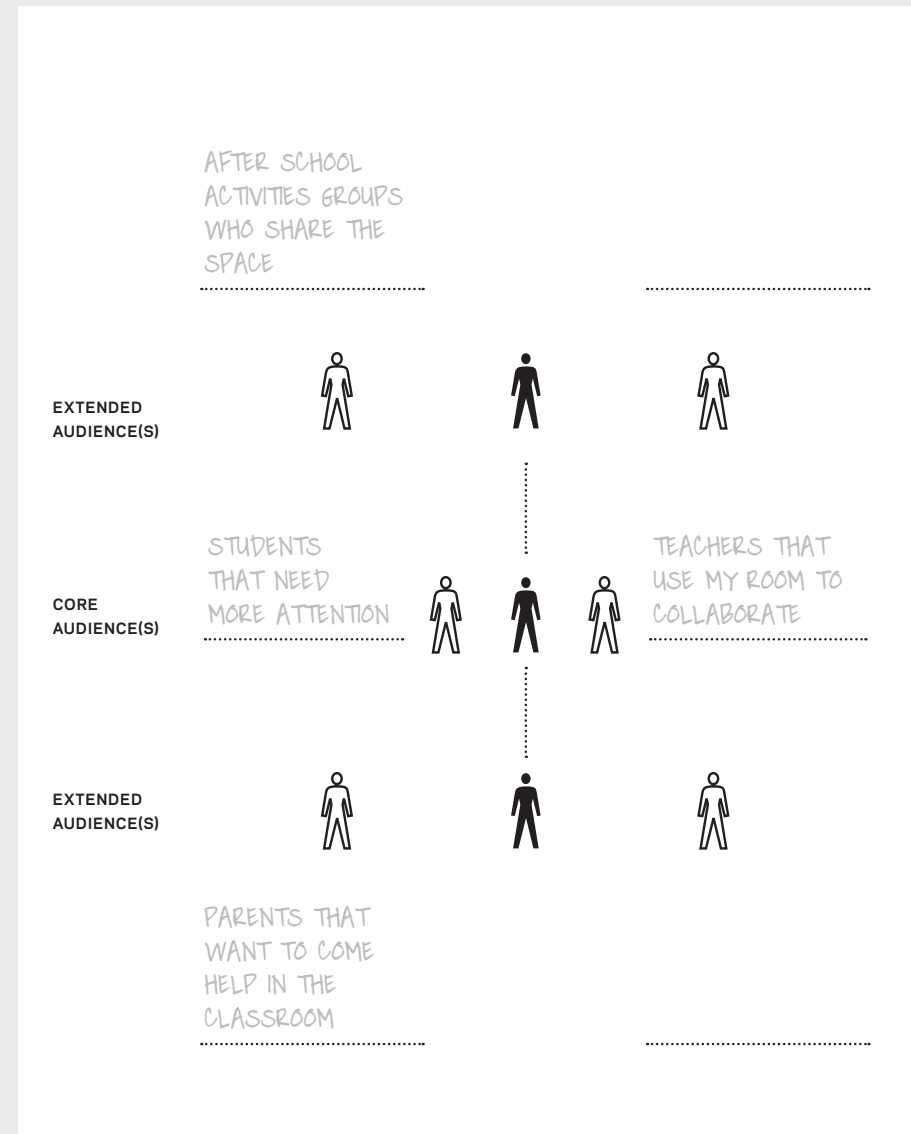 AFTER SCHOOL
ACTIVITIES GROUPS
WHO SHARE THE
SPACE
EXTENDED
AUDIENCE(S)
STUDENTS
THAT NEED
MORE ATTENTION
TEACHERS THAT
USE MY ROOM TO
COLLABORATE
CORE
AUDIENCE(S)
EXTENDED
AUDIENCE(S)
PARENTS THAT
WANT TO COME
HELP IN THE
CLASSROOM